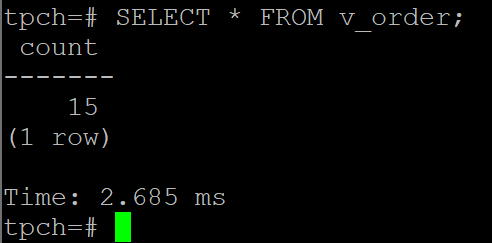 tpch=# SELECT * FROM v_order;
 count
-------
    15
(1 row)

Time: 2.685 ms
tpch=#